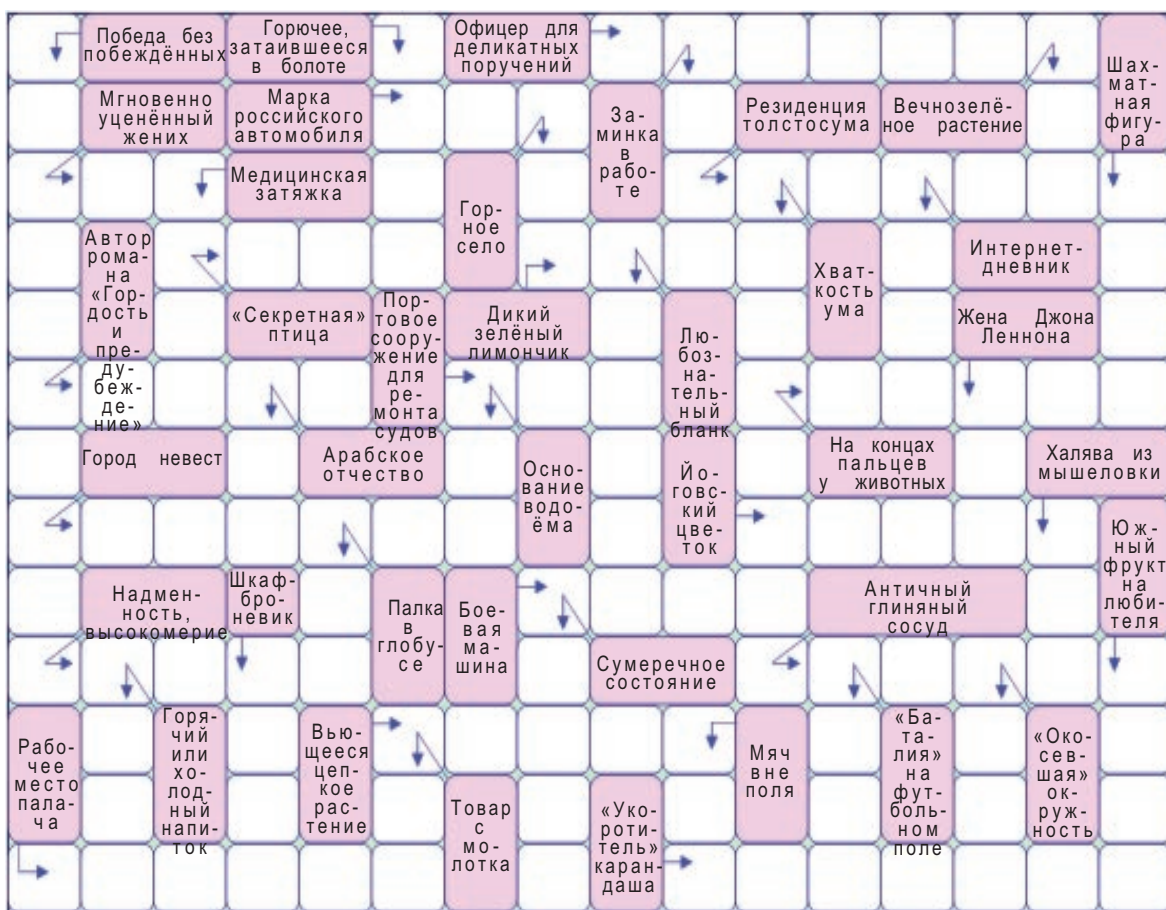 Победа без
побеждённых
Горючее,
затаившееся
в болоте
Офицер для
деликатных
поручений
Шах-
мат-
ная
фигу-
ра
Мгновенно
уценённый
жених
Марка
российского
автомобиля
За-
минка
в
рабо-
те
Резиденция
толстосума
Вечнозелё-
ное растение
Медицинская
затяжка
Гор-
ное
село
Автор
рома-
на
«Гор-
дость
и
пре-
ду-
беж-
де-
ние»
Хват-
кость
ума
Интернет-
дневник
«Секретная»
птица
Пор-
товое
соору-
жение
для
ре-
монта
судов
Дикий
зелёный
лимончик
Лю-
боз-
на-
тель-
ный
бланк
Жена Джона
Леннона
Город невест
Арабское
отчество
Осно-
вание
водо-
ёма
Йо-
гов-
ский
цве-
ток
На концах
пальцев
у животных
Халява из
мышеловки
Юж-
ный
фрукт
на
люби-
теля
Надмен-
ность,
высокомерие
Шкаф-
бро-
невик
Палка
в
глобу-
се
Бое-
вая
ма-
шина
Античный
глиняный
сосуд
Сумеречное
состояние
Рабо-
чее
место
пала-
ча
Горя-
чий
или
хо-
лод-
ный
напи-
ток
Вью-
щееся
цеп-
кое
рас-
тение
Мяч
вне
поля
«Ба-
та-
лия»
на
фут-
боль-
ном
поле
«Око-
сев-
шая»
ок-
руж-
ность
Товар
с
мо-
лотка
«Уко-
роти-
тель»
каран-
даша